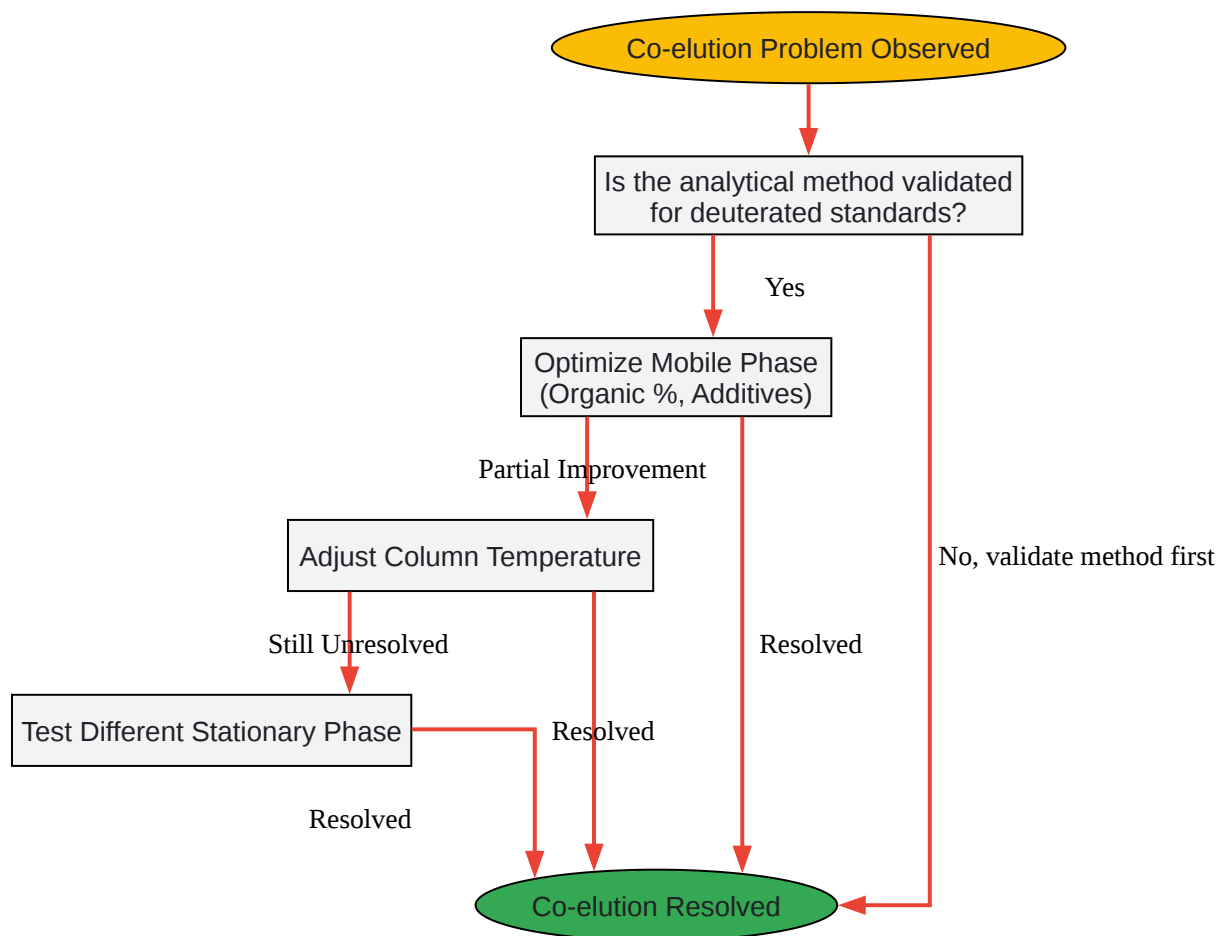 Co-elution Problem Observed
Is the analytical method validated
for deuterated standards?
Yes
Optimize Mobile Phase
(Organic %, Additives)
Partial Improvement
Adjust Column Temperature
No, validate method first
Still Unresolved
Resolved
Test Different Stationary Phase
Resolved
Resolved
Co-elution Resolved